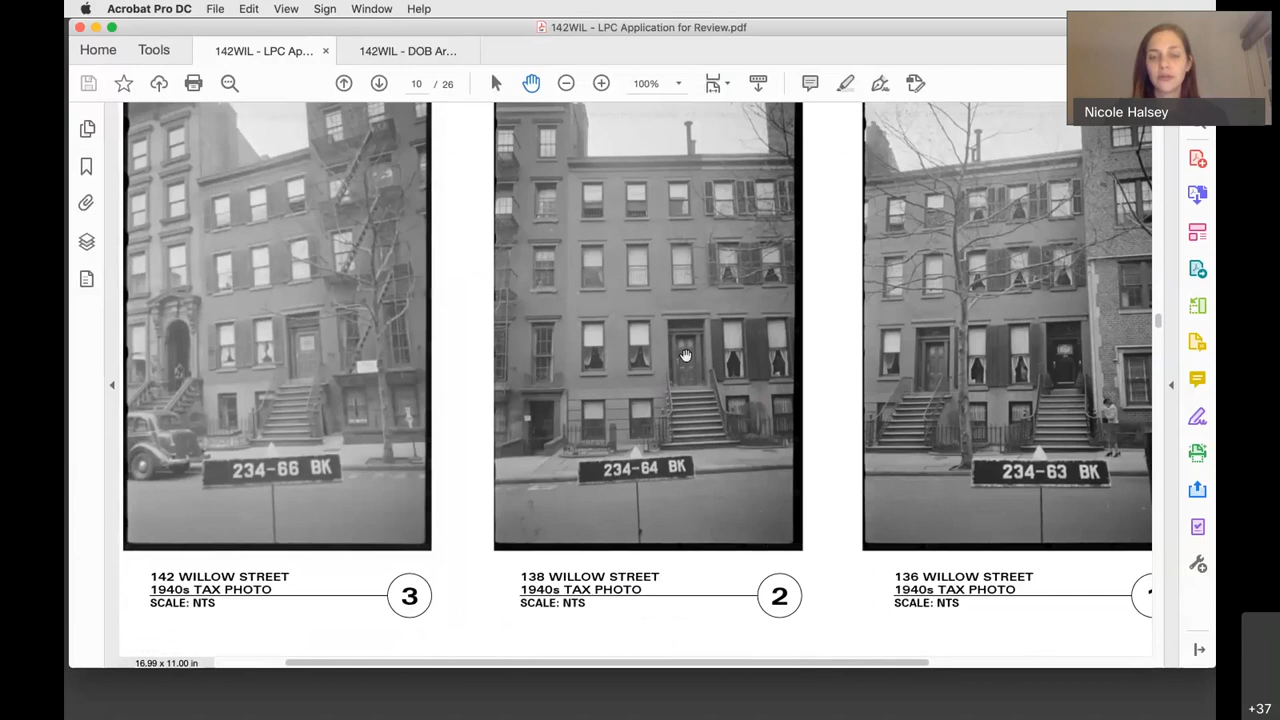 Acrobat Pro DC File Edit View Sign Window Help
142WIL - LPC Application for Review.pdf
Home Tools 142WIL - LPC Ap... × 142WIL - DOB Ar...
10 / 26 100%
Nicole Halsey
234-66 BK
234-64 BK
234-63 BK
142 WILLOW STREET
1940s TAX PHOTO
SCALE: NTS
3
138 WILLOW STREET
1940s TAX PHOTO
SCALE: NTS
2
136 WILLOW STREET
1940s TAX PHOTO
SCALE: NTS
16.99 x 11.00 in
+37